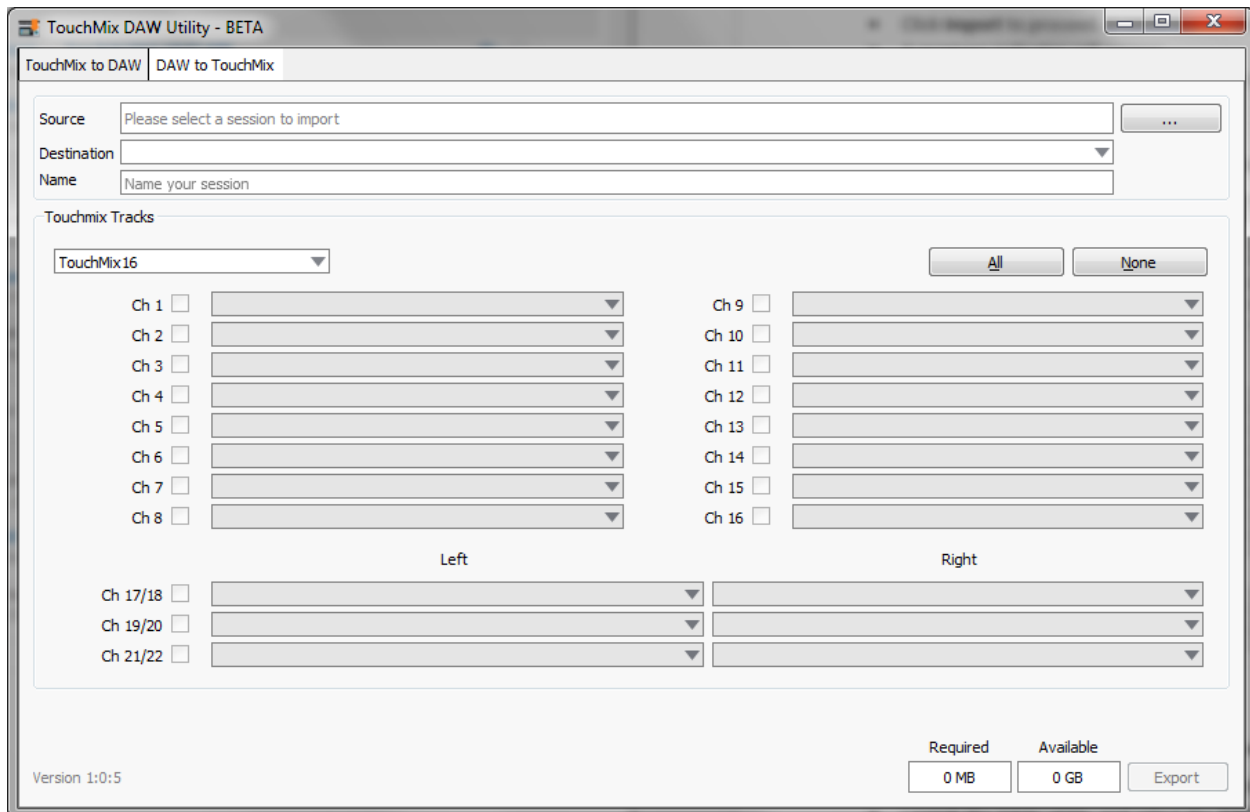 TouchMix DAW Utility - BETA
TouchMix to DAW DAW to TouchMix
Source Please select a session to import ...
Destination
Name Name your session
Touchmix Tracks
TouchMix16 All None
Ch 1 Ch 9
Ch 2 Ch 10
Ch 3 Ch 11
Ch 4 Ch 12
Ch 5 Ch 13
Ch 6 Ch 14
Ch 7 Ch 15
Ch 8 Ch 16
Left Right
Ch 17/18
Ch 19/20
Ch 21/22
Required Available
Version 1:0:5 0 MB 0 GB Export